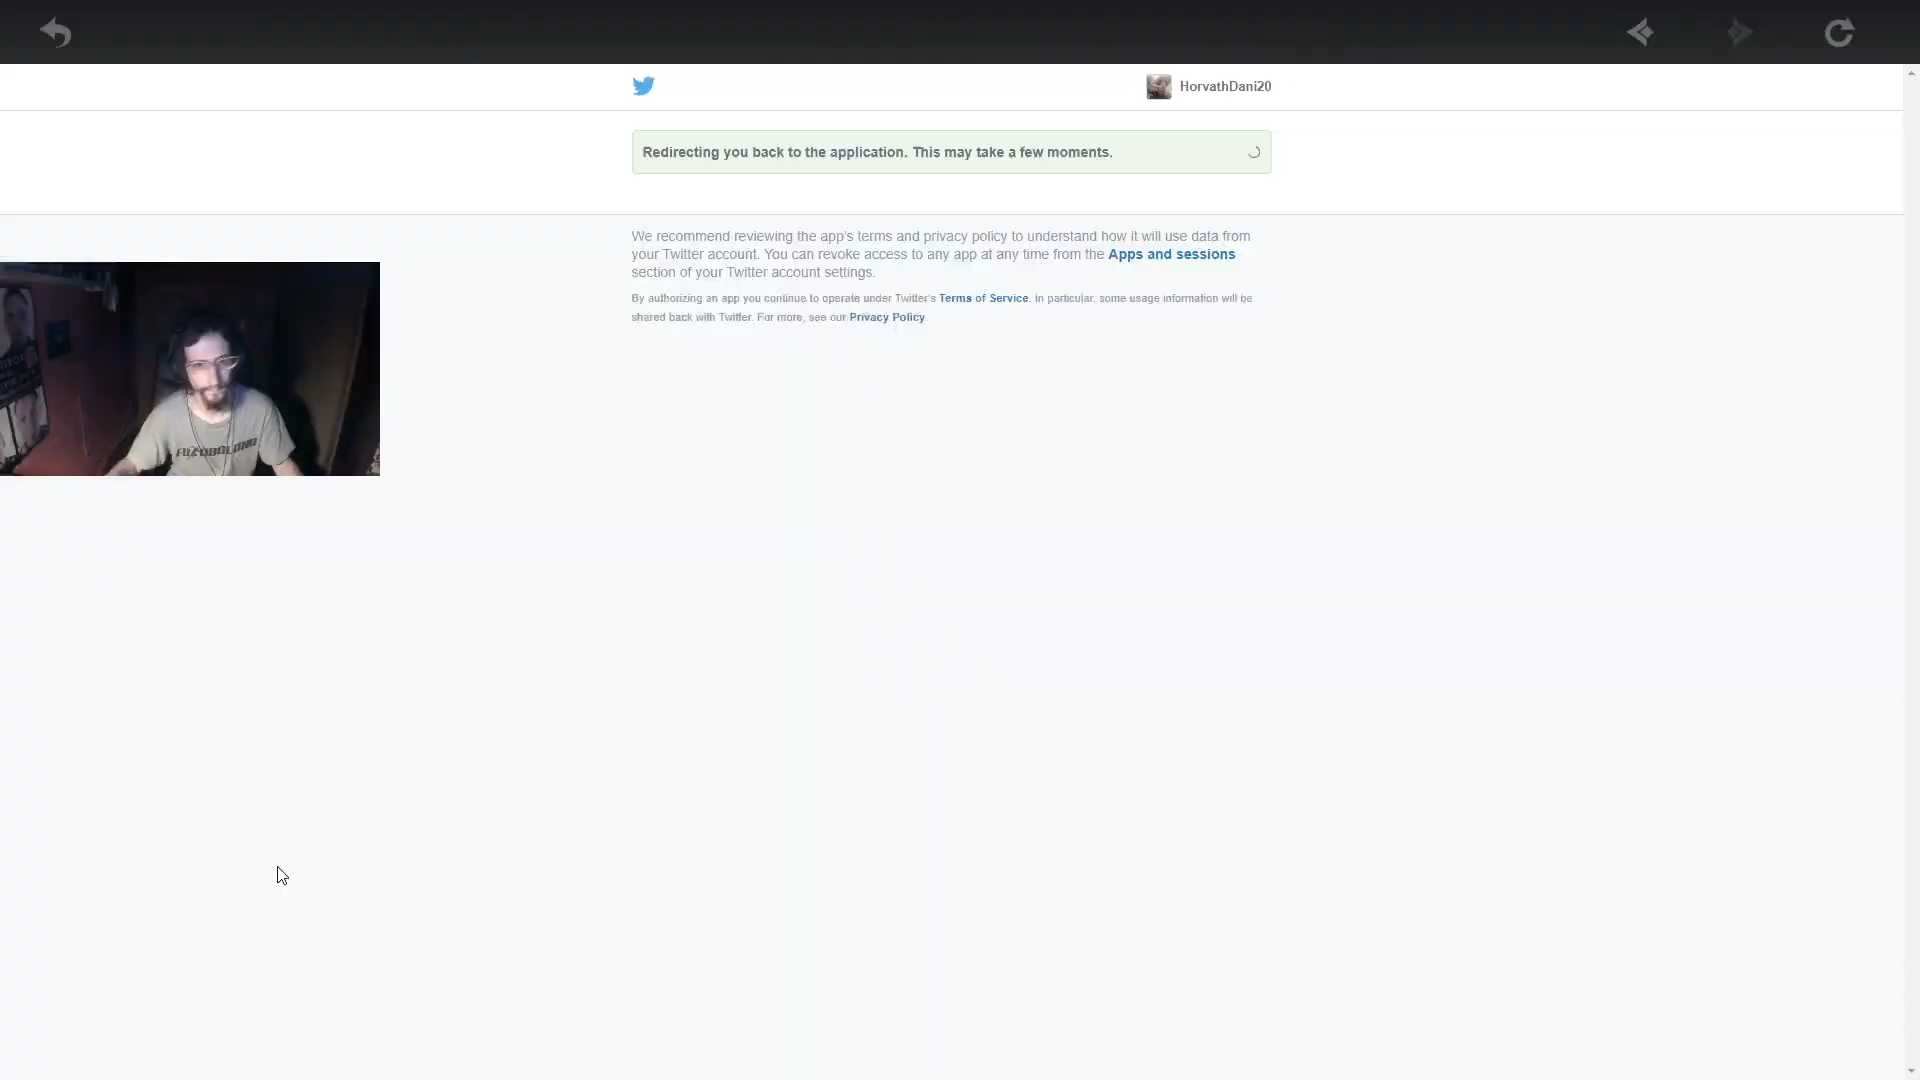 HorvathDani20
Redirecting you back to the application. This may take a few moments.
We recommend reviewing the app's terms and privacy policy to understand how it will use data from
your Twitter account. You can revoke access to any app at any time from the Apps and sessions
section of your Twitter account settings.
By authorizing an app you continue to operate under Twitter's Terms of Service. In particular, some usage information will be
shared back with Twitter. For more, see our Privacy Policy.